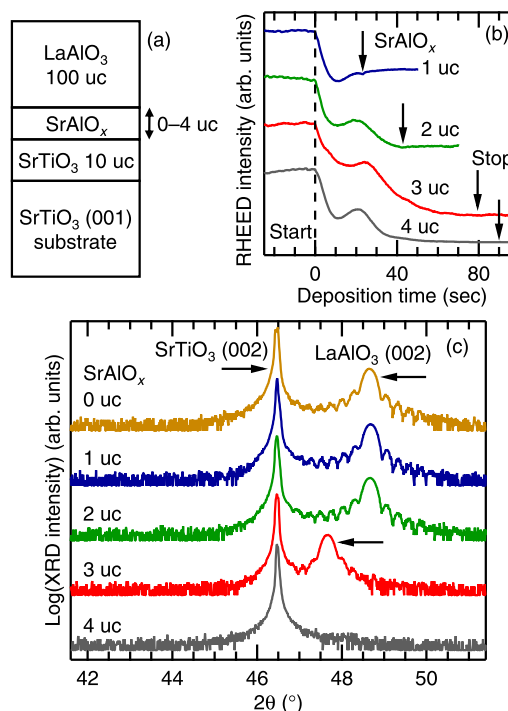 (a)
LaAlO3
100 uc
SrAlOx
0–4 uc
SrTiO3 10 uc
SrTiO3 (001)
substrate
(b)
RHEED intensity (arb. units)
SrAlOx
1 uc
2 uc
3 uc
4 uc
Stop
Start
0 40 80
Deposition time (sec)
(c)
Log(XRD intensity) (arb. units)
SrTiO3 (002)
LaAlO3 (002)
SrAlOx
0 uc
1 uc
2 uc
3 uc
4 uc
42 44 46 48 50
2θ (°)